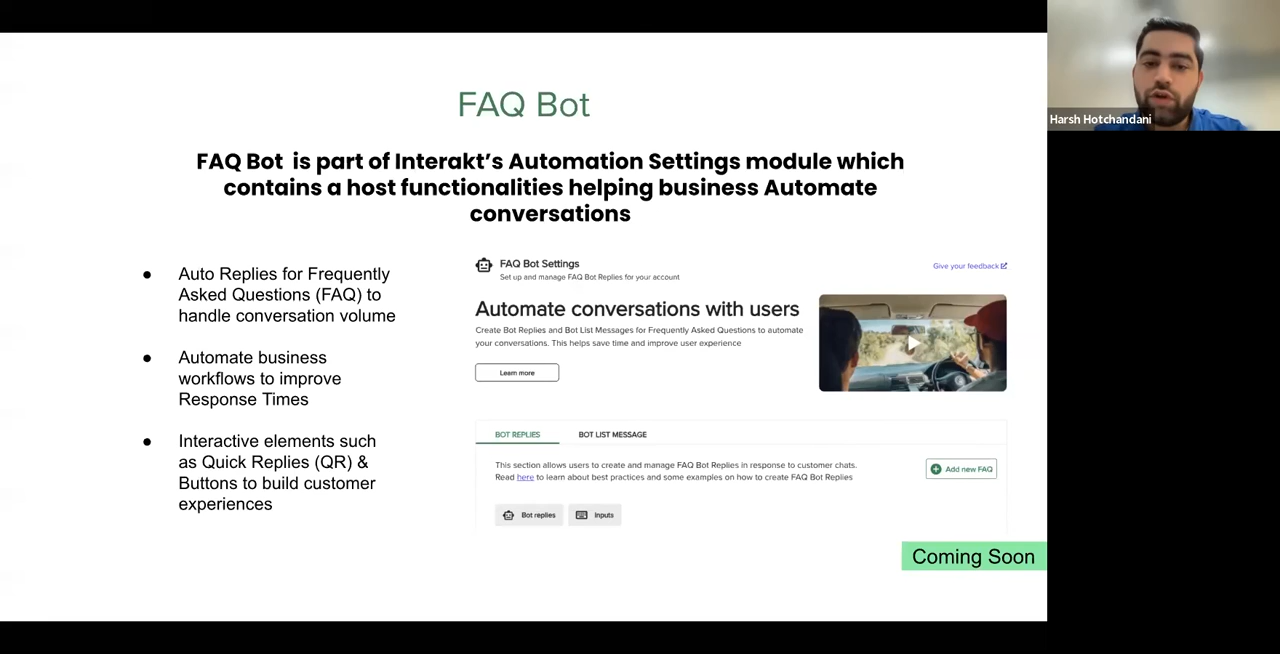 FAQ Bot
FAQ Bot is part of Interakt's Automation Settings module which
contains a host functionalities helping business Automate
conversations
● Auto Replies for Frequently
Asked Questions (FAQ) to
handle conversation volume
● Automate business
workflows to improve
Response Times
● Interactive elements such
as Quick Replies (QR) &
Buttons to build customer
experiences
FAQ Bot Settings
Set up and manage FAQ Bot Replies for your account
Give your feedback
Automate conversations with users
Create Bot Replies and Bot List Messages for Frequently Asked Questions to automate
your conversations. This helps save time and improve user experience
Learn more
BOT REPLIES BOT LIST MESSAGE
This section allows users to create and manage FAQ Bot Replies in response to customer chats.
Read here to learn about best practices and some examples on how to create FAQ Bot Replies
Add new FAQ
Bot replies Inputs
Coming Soon
Harsh Hotchandani